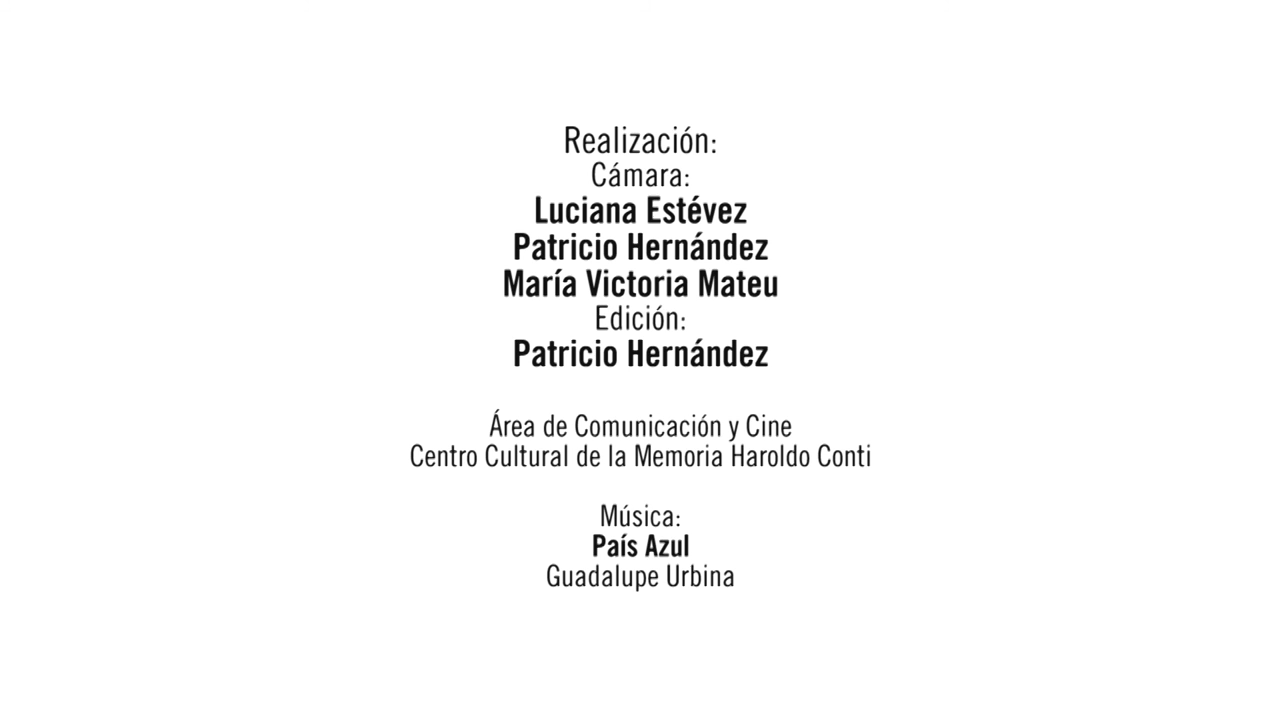 Realización:
Cámara:
Luciana Estévez
Patricio Hernández
María Victoria Mateu
Edición:
Patricio Hernández
Área de Comunicación y Cine
Centro Cultural de la Memoria Haroldo Conti
Música:
País Azul
Guadalupe Urbina